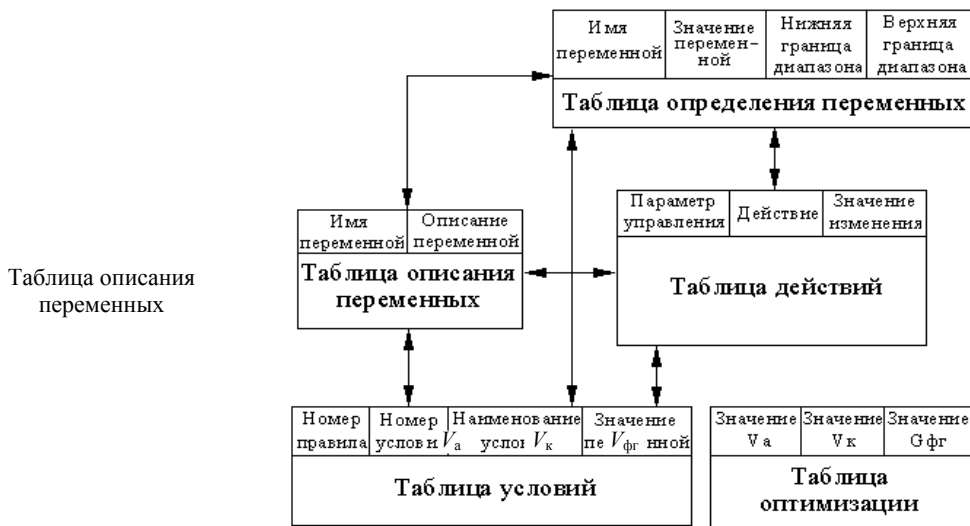 Имя
переменной
Значение
перемен-
ной
Нижняя
граница
диапазона
Верхняя
граница
диапазона
Таблица определения переменных
Параметр
управления
Действие
Значение
изменения
Таблица действий
Имя
переменной
Описание
переменной
Таблица описания
переменных
Таблица описания
переменных
Номер
правила
Номер
услови Vа
Наименование
услов Vк
Значение
пе Vфг нной
Таблица условий
Значение
Vа
Значение
Vк
Значение
Gфг
Таблица
оптимизации